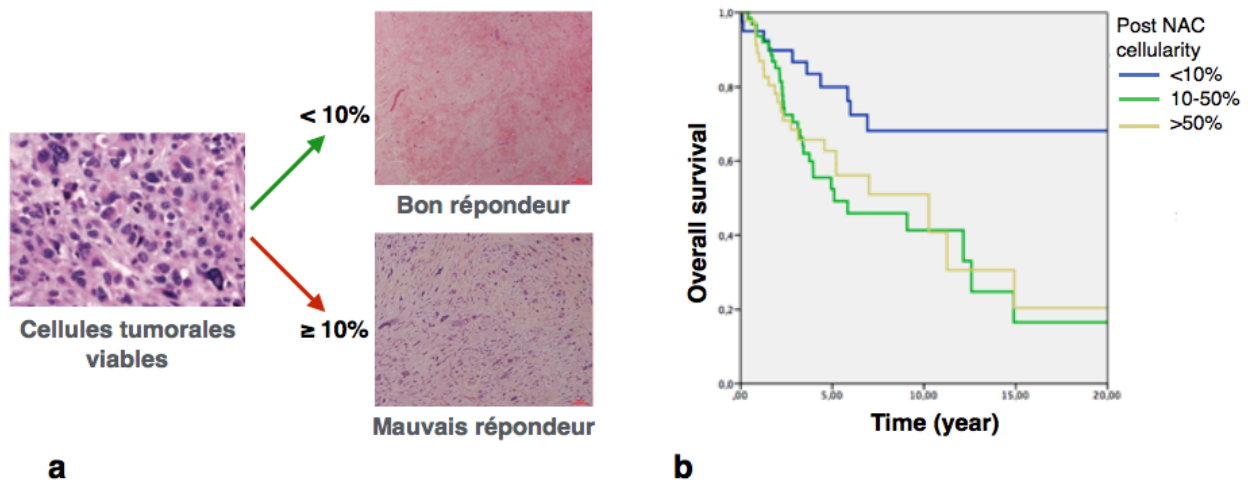 < 10%
Bon répondeur
Cellules tumorales
viables
≥ 10%
Mauvais répondeur
a
Overall survival
1,0
0,8
0,6
0,4
0,2
0,0
,00
5,00
10,00
15,00
20,00
Time (year)
Post NAC
cellularity
<10%
10-50%
>50%
b